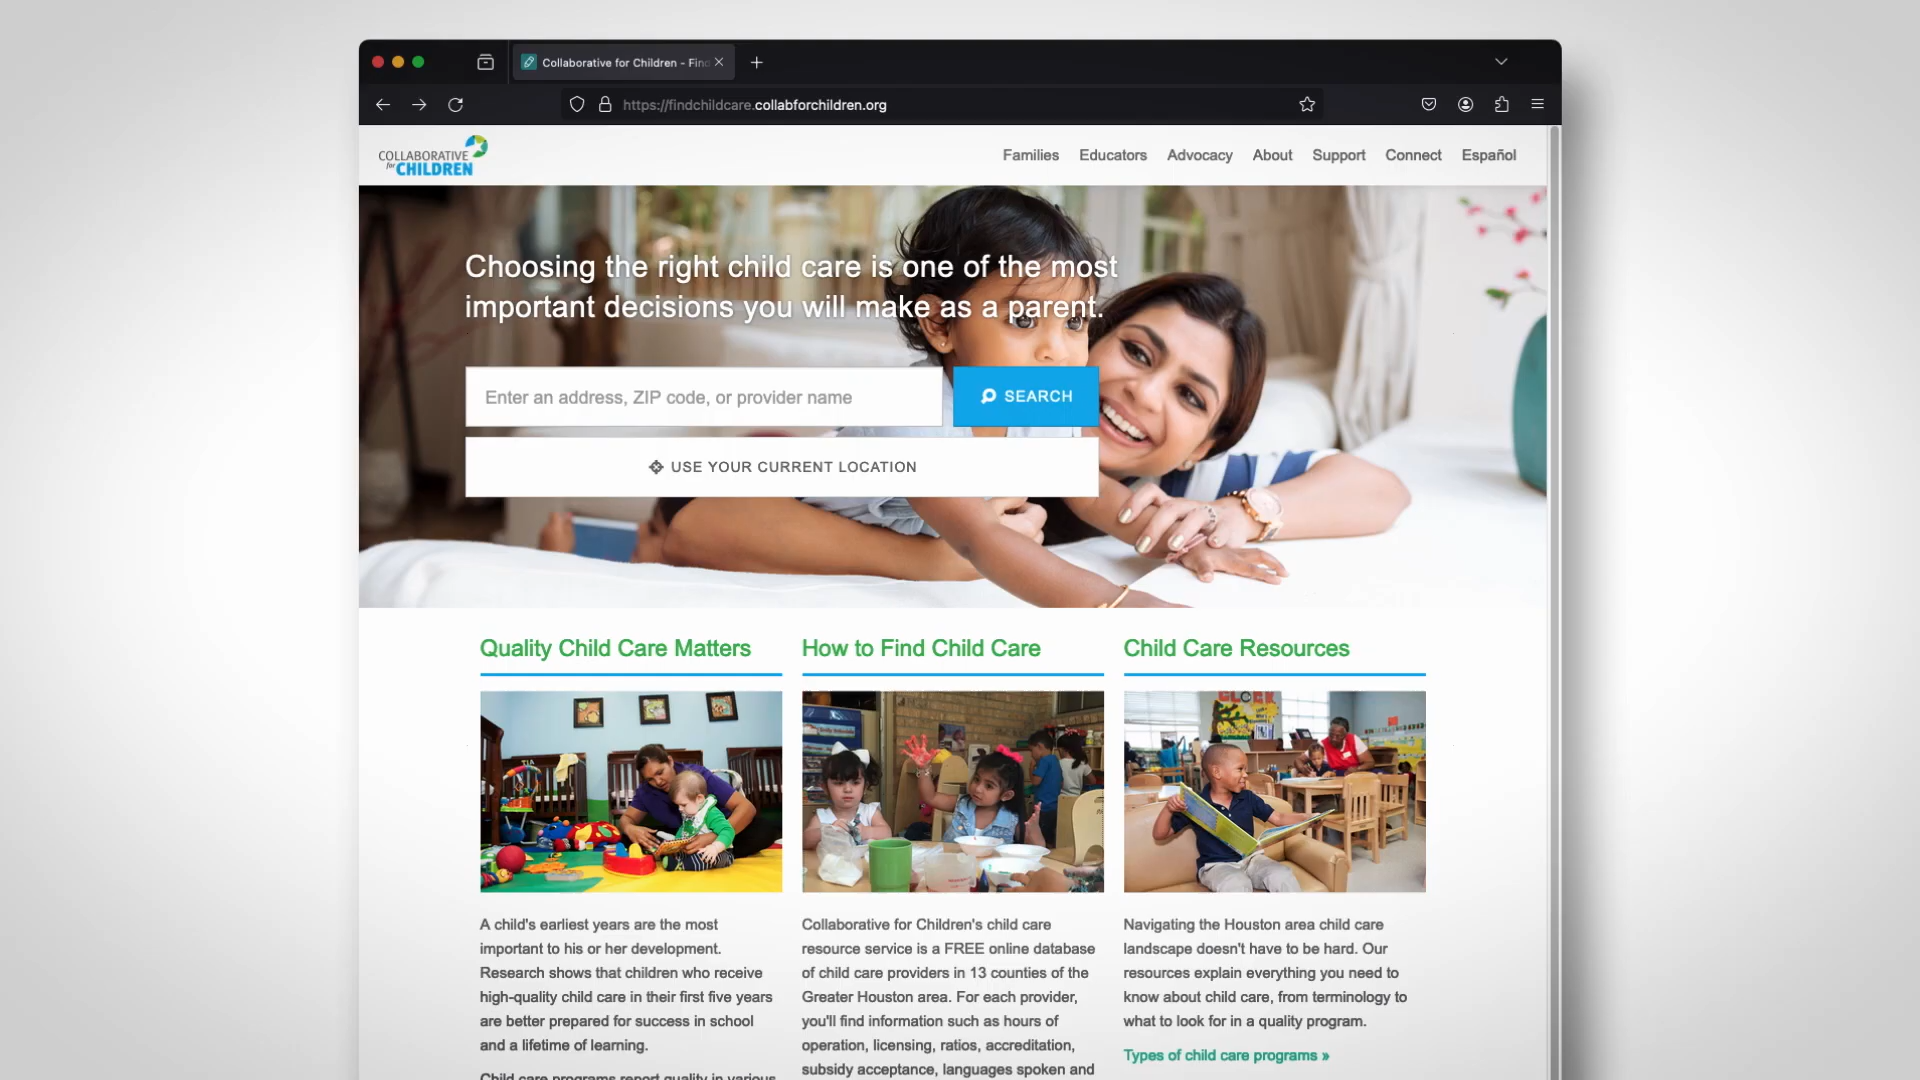 Collaborative for Children - Find
https://findchildcare.collabforchildren.org
COLLABORATIVE
for CHILDREN
Families Educators Advocacy About Support Connect Español
Choosing the right child care is one of the most
important decisions you will make as a parent.
Enter an address, ZIP code, or provider name
SEARCH
USE YOUR CURRENT LOCATION
Quality Child Care Matters
A child's earliest years are the most
important to his or her development.
Research shows that children who receive
high-quality child care in their first five years
are better prepared for success in school
and a lifetime of learning.
Child care programs report quality in various
How to Find Child Care
Collaborative for Children's child care
resource service is a FREE online database
of child care providers in 13 counties of the
Greater Houston area. For each provider,
you'll find information such as hours of
operation, licensing, ratios, accreditation,
subsidy acceptance, languages spoken and
Child Care Resources
Navigating the Houston area child care
landscape doesn't have to be hard. Our
resources explain everything you need to
know about child care, from terminology to
what to look for in a quality program.
Types of child care programs »